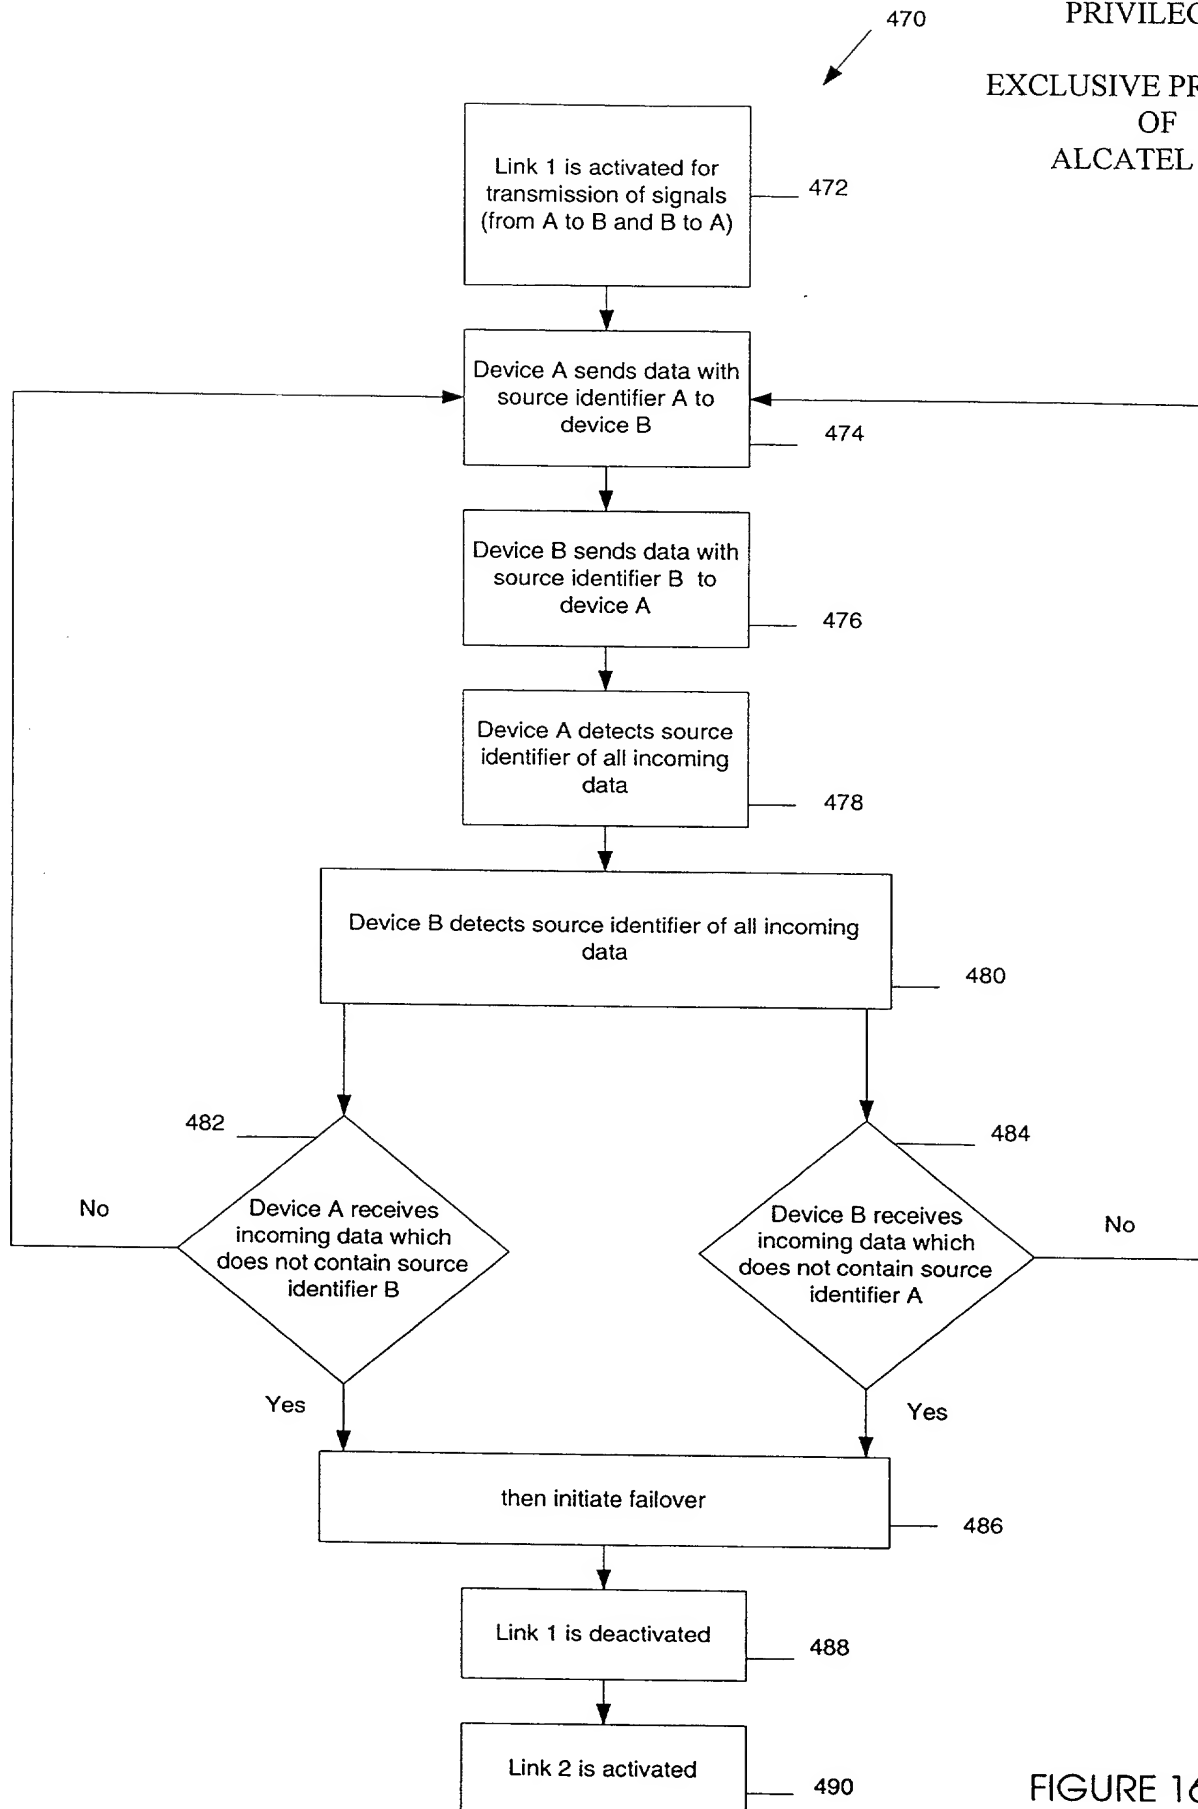 470
EXCLUSIVE
OF
ALCATEL
Link 1 is activated for
transmission of signals
(from A to B and B to A)
472
Device A sends data with
source identifier A to
device B
474
Device B sends data with
source identifier B to
device A
476
Device A detects source
identifier of all incoming
data
478
Device B detects source identifier of all incoming
data
480
482
484
No
Device A receives
incoming data which
does not contain source
identifier B
Device B receives
incoming data which
does not contain source
identifier A
No
Yes
Yes
then initiate failover
486
Link 1 is deactivated
488
Link 2 is activated
490
FIGURE 16